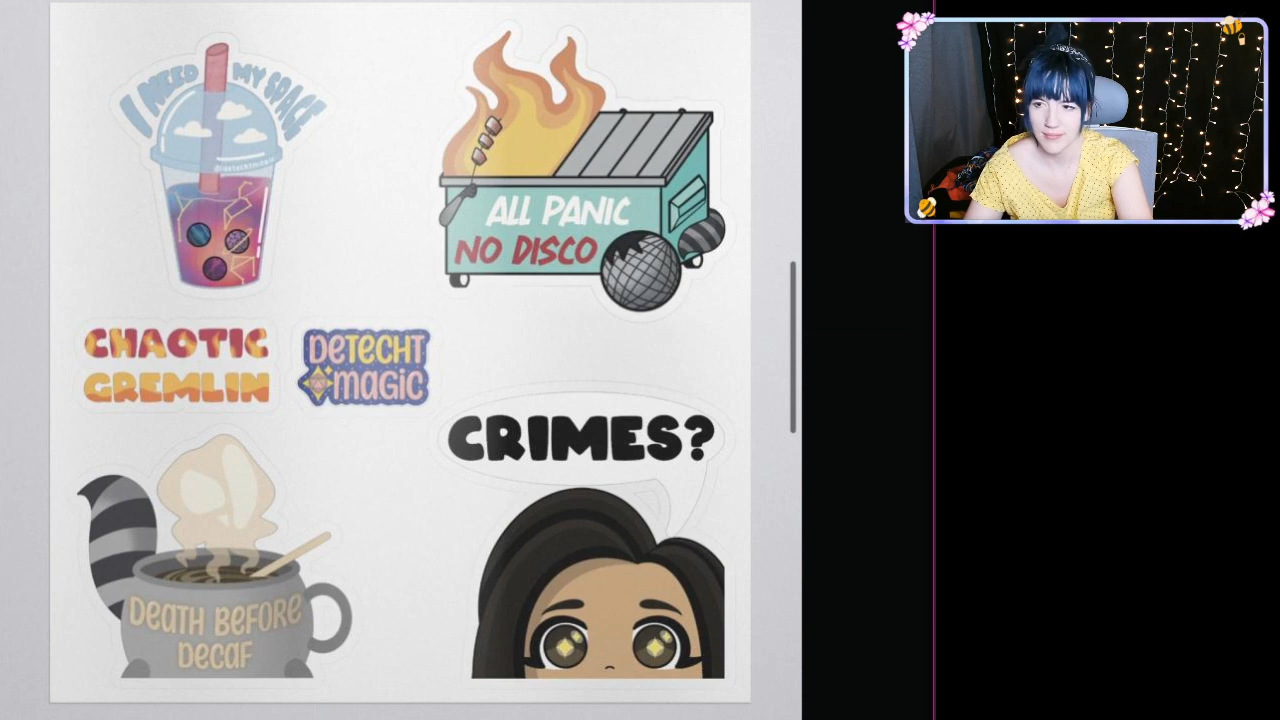 I NEED MY SPACE
ALL PANIC
NO DISCO
CHAOTIC
GREMLIN
DETECHT
MAGIC
CRIMES?
DEATH BEFORE
DECAF